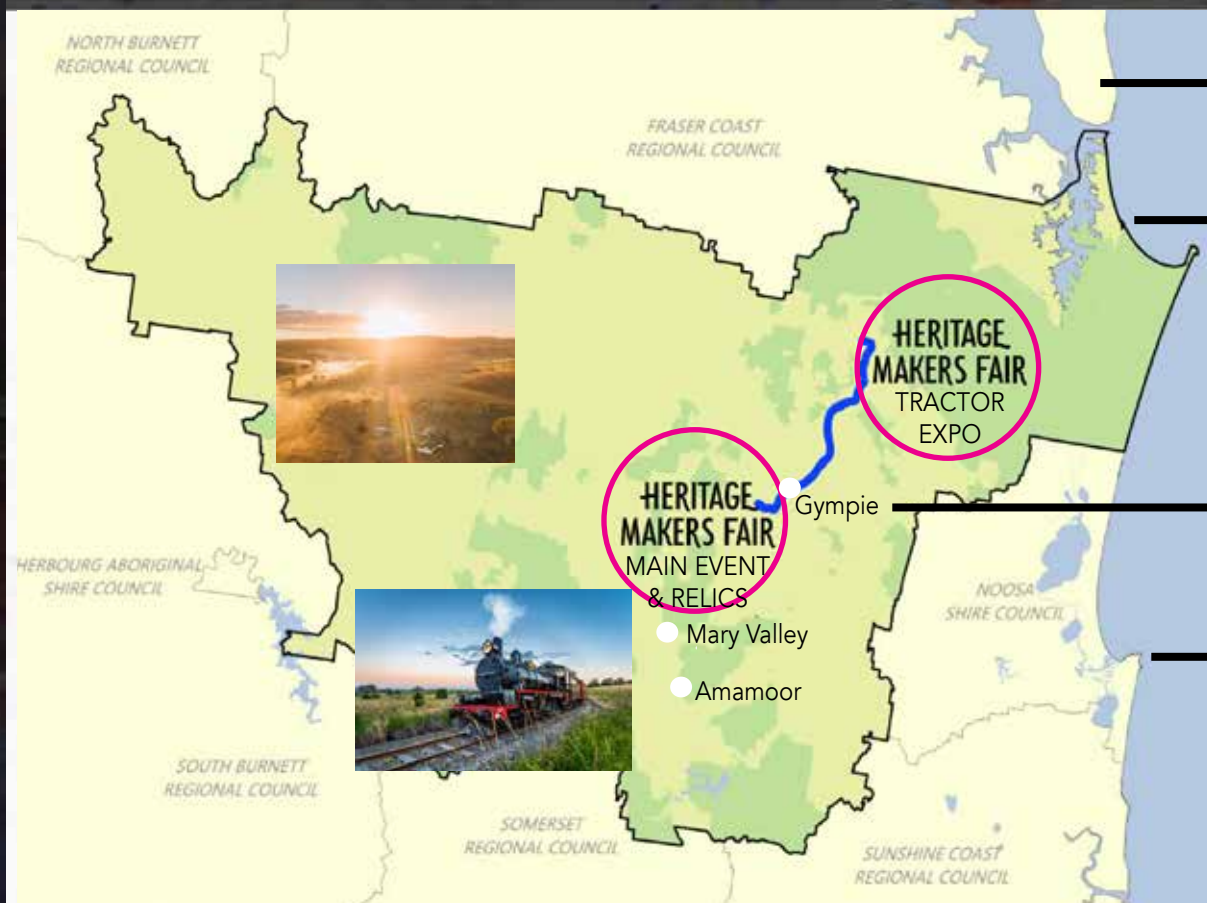 NORTH BURNETT
REGIONAL COUNCIL
FRASER COAST
REGIONAL COUNCIL
HERITAGE
MAKERS FAIR
TRACTOR
EXPO
HERITAGE
MAKERS FAIR
MAIN EVENT
& RELICS
Gympie
HERBOURG ABORIGINAL
SHIRE COUNCIL
NOOSA
SHIRE COUNCIL
Mary Valley
Amamoor
SOUTH BURNETT
REGIONAL COUNCIL
SOMERSET
REGIONAL COUNCIL
SUNSHINE COAST
REGIONAL COUNCIL